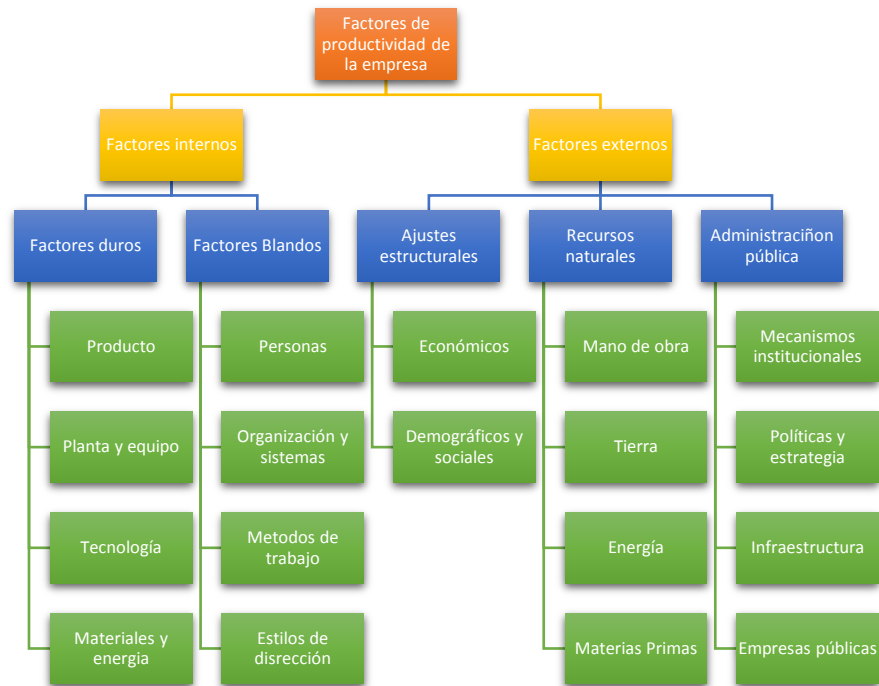 Factores de
productividad de
la empresa
Factores internos
Factores externos
Factores duros
Factores Blandos
Ajustes
estructurales
Recursos
naturales
Administraciñon
pública
Producto
Personas
Económicos
Mano de obra
Mecanismos
institucionales
Planta y equipo
Organización y
sistemas
Demográficos y
sociales
Tierra
Políticas y
estrategia
Tecnología
Metodos de
trabajo
Energía
Infraestructura
Materiales y
energia
Estilos de
disrección
Materias Primas
Empresas públicas